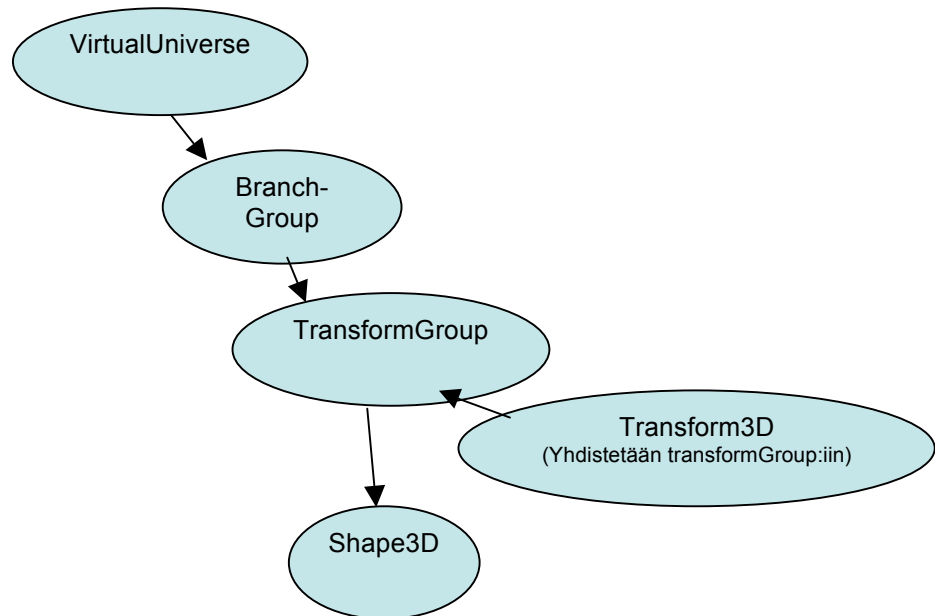 VirtualUniverse
Branch-
Group
TransformGroup
Transform3D
(Yhdistetään transformGroup:iin)
Shape3D